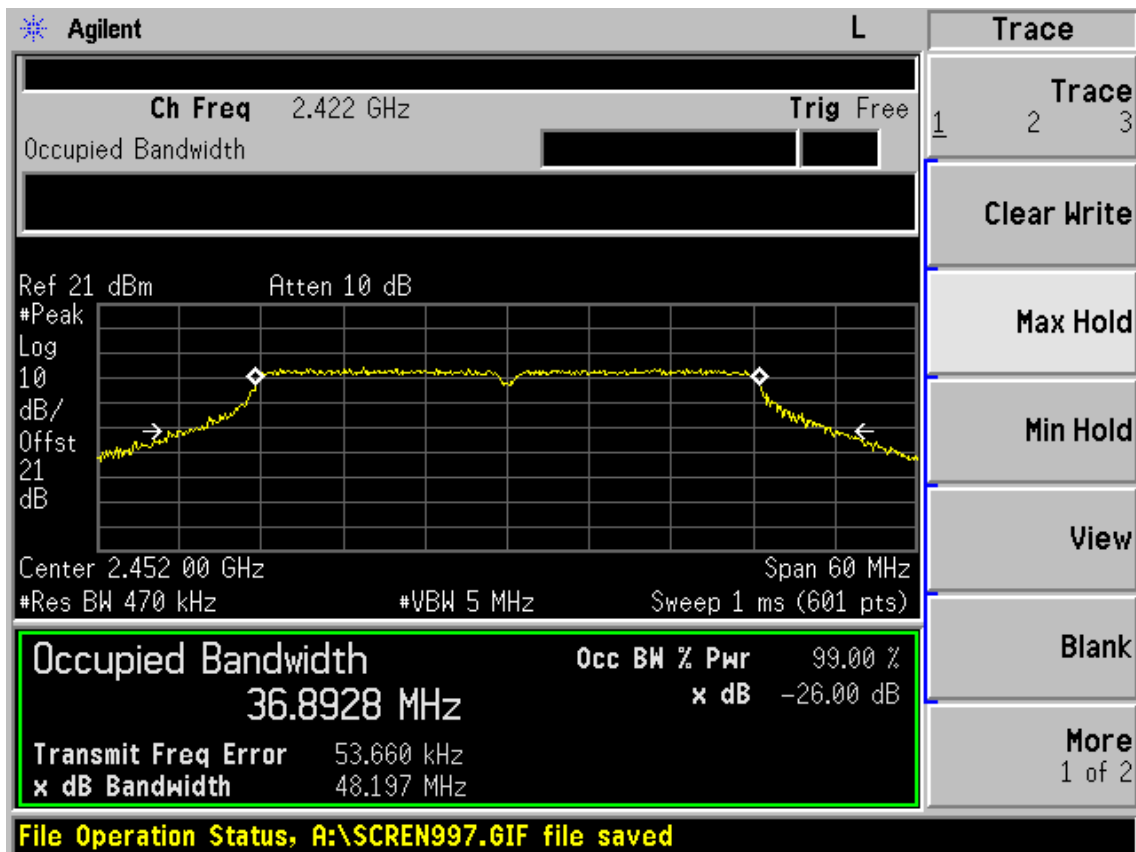 Agilent L Trace
Ch Freq 2.422 GHz Trig Free
Occupied Bandwidth
Trace
1 2 3
Clear Write
Max Hold
Min Hold
View
Blank
More
1 of 2
Ref 21 dBm Atten 10 dB
#Peak
Log
10
dB/
Offst
21
dB
Center 2.452 00 GHz Span 60 MHz
#Res BW 470 kHz #VBW 5 MHz Sweep 1 ms (601 pts)
Occupied Bandwidth Occ BW % Pwr 99.00 %
36.8928 MHz x dB -26.00 dB
Transmit Freq Error 53.660 kHz
x dB Bandwidth 48.197 MHz
File Operation Status, A:\SCREN997.GIF file saved